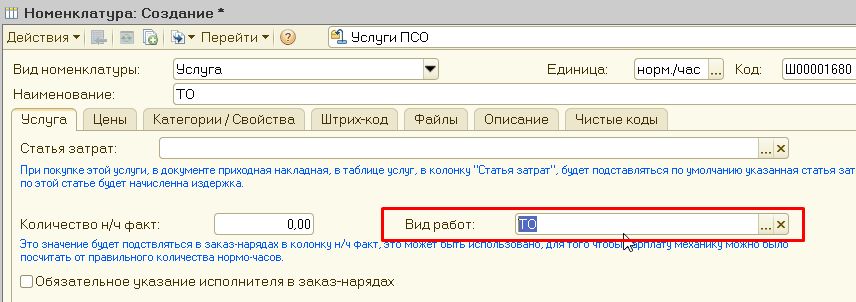 Номенклатура: Создание *
Действия Перейти ? Услуги ПСО
Вид номенклатуры: Услуга Единица: норм./час ... Код: Ш00001680
Наименование: ТО
Услуга Цены Категории / Свойства Штрих-код Файлы Описание Чистые коды
Статья затрат: ... ×
При покупке этой услуги, в документе приходная накладная, в таблице услуг, в колонку "Статья затрат", будет подставляться по умолчанию указанная статья зат
по этой статье будет начисленна издержка.
Количество н/ч факт: 0,00 Вид работ: ТО ... ×
Это значение будет подствляться в заказ-нарядах в колонку н/ч Факт, это может быть использовано, для того чтобы зарплату механику можно было
посчитать от правильного количества нормо-часов.
Обязательное указание исполнителя в заказ-нарядах